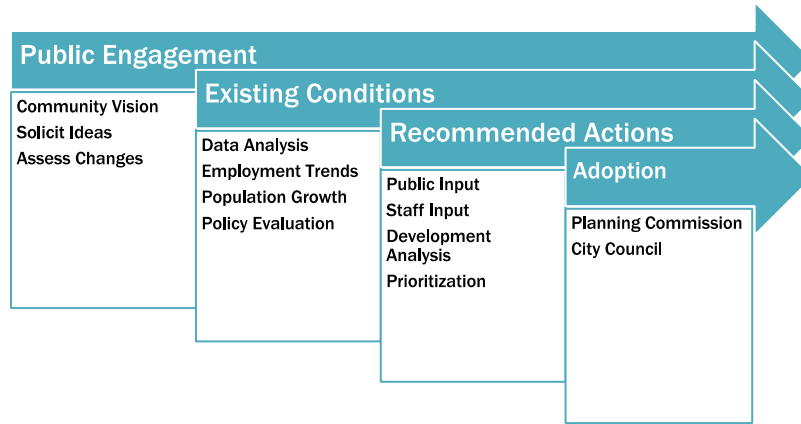 Public Engagement
Community Vision
Solicit Ideas
Assess Changes
Existing Conditions
Data Analysis
Employment Trends
Population Growth
Policy Evaluation
Recommended Actions
Public Input
Staff Input
Development
Analysis
Prioritization
Adoption
Planning Commission
City Council